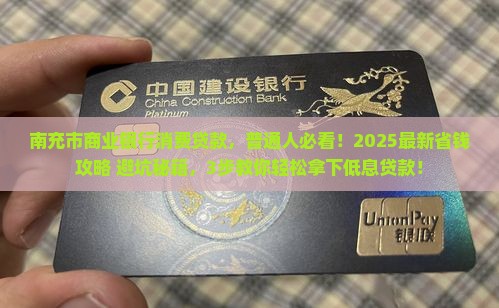 中国建设银行
China Construction Bank
Platinum
南充市商业银行消费贷款，普通人必看！2025最新省钱
攻略 避坑秘籍，3步教你轻松拿下低息贷款！
UnionPay
银联